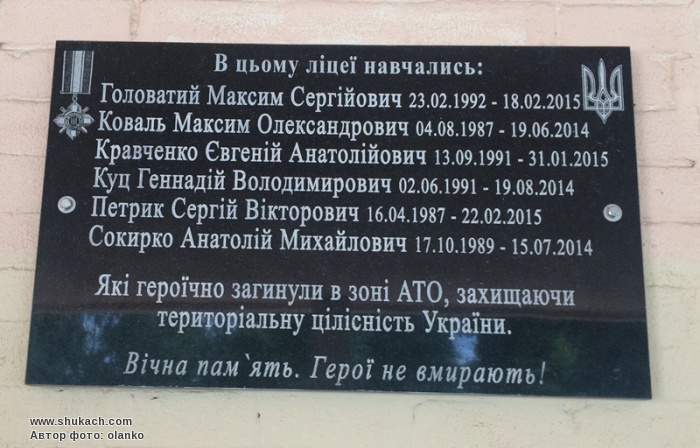 В цьому ліцеї навчались:
Головатий Максим Сергійович 23.02.1992 - 18.02.2015
Коваль Максим Олександрович 04.08.1987 - 19.06.2014
Кравченко Євгеній Анатолійович 13.09.1991 - 31.01.2015
Куц Геннадій Володимирович 02.06.1991 - 19.08.2014
Петрик Сергій Вікторович 16.04.1987 - 22.02.2015
Сокирко Анатолій Михайлович 17.10.1989 - 15.07.2014
Які героїчно загинули в зоні АТО, захищаючи
територіальну цілісність України.
Вічна пам`ять. Герої не вмирають!
www.shukach.com
Автор фото: olanko